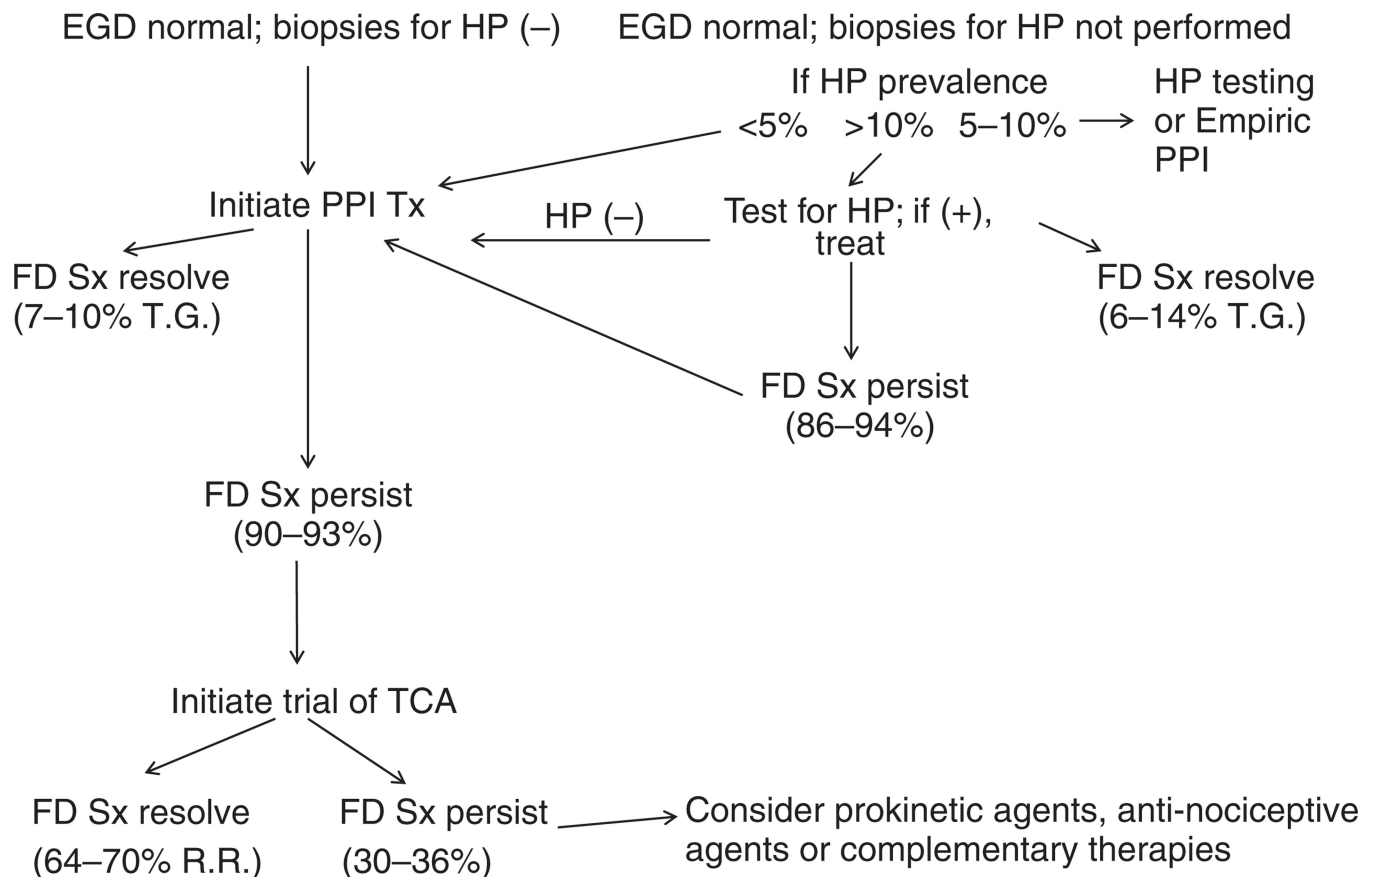 EGD normal; biopsies for HP (–)
EGD normal; biopsies for HP not performed
If HP prevalence
<5% >10% 5–10%
HP testing
or Empiric
PPI
Initiate PPI Tx
HP (–)
Test for HP; if (+),
treat
FD Sx resolve
(7–10% T.G.)
FD Sx resolve
(6–14% T.G.)
FD Sx persist
(86–94%)
FD Sx persist
(90–93%)
Initiate trial of TCA
FD Sx resolve
(64–70% R.R.)
FD Sx persist
(30–36%)
Consider prokinetic agents, anti-nociceptive
agents or complementary therapies